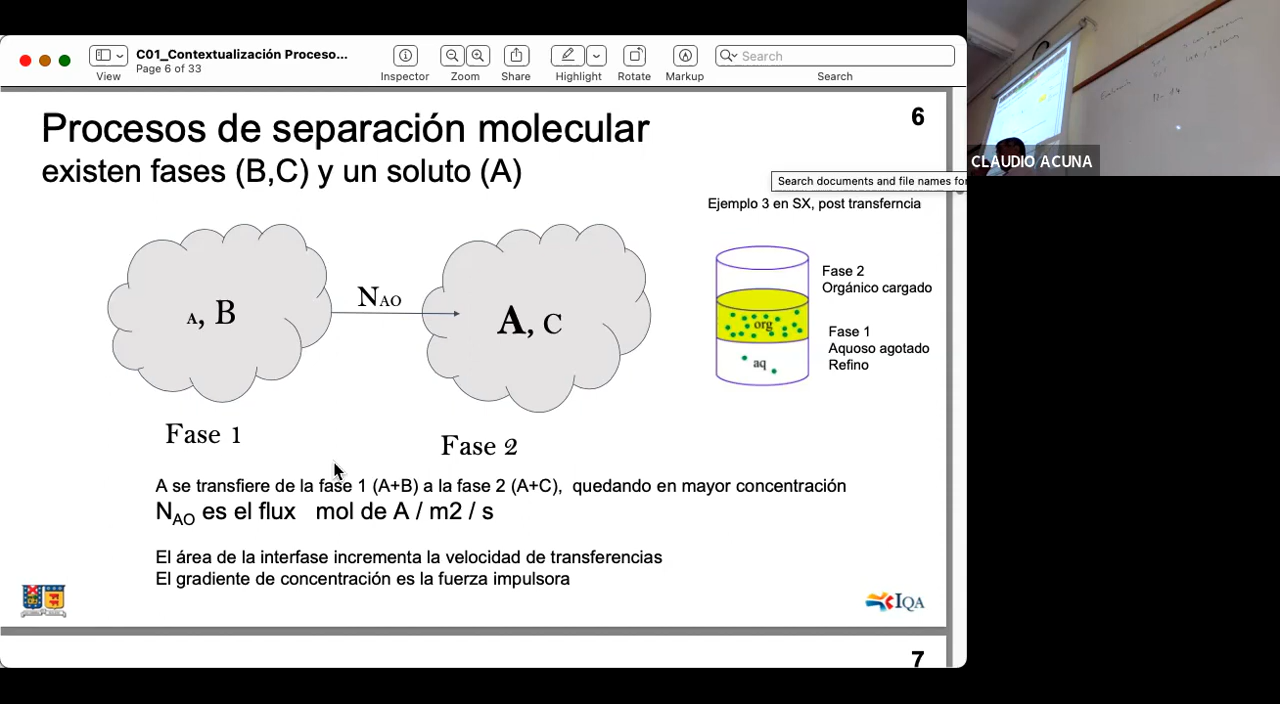 C01_Contextualización Proceso...
Page 6 of 33
View
Inspector
Zoom
Share
Highlight
Rotate
Markup
Search
Search
6
Procesos de separación molecular
existen fases (B,C) y un soluto (A)
Search documents and file names for
CLAUDIO ACUNA
Ejemplo 3 en SX, post transferncia
A, B
NAO
A, C
Fase 1
Fase 2
org
aq
Fase 2
Orgánico cargado
Fase 1
Aquoso agotado
Refino
A se transfiere de la fase 1 (A+B) a la fase 2 (A+C), quedando en mayor concentración
NAO es el flux mol de A / m2 / s
El área de la interfase incrementa la velocidad de transferencias
El gradiente de concentración es la fuerza impulsora
IQA
7